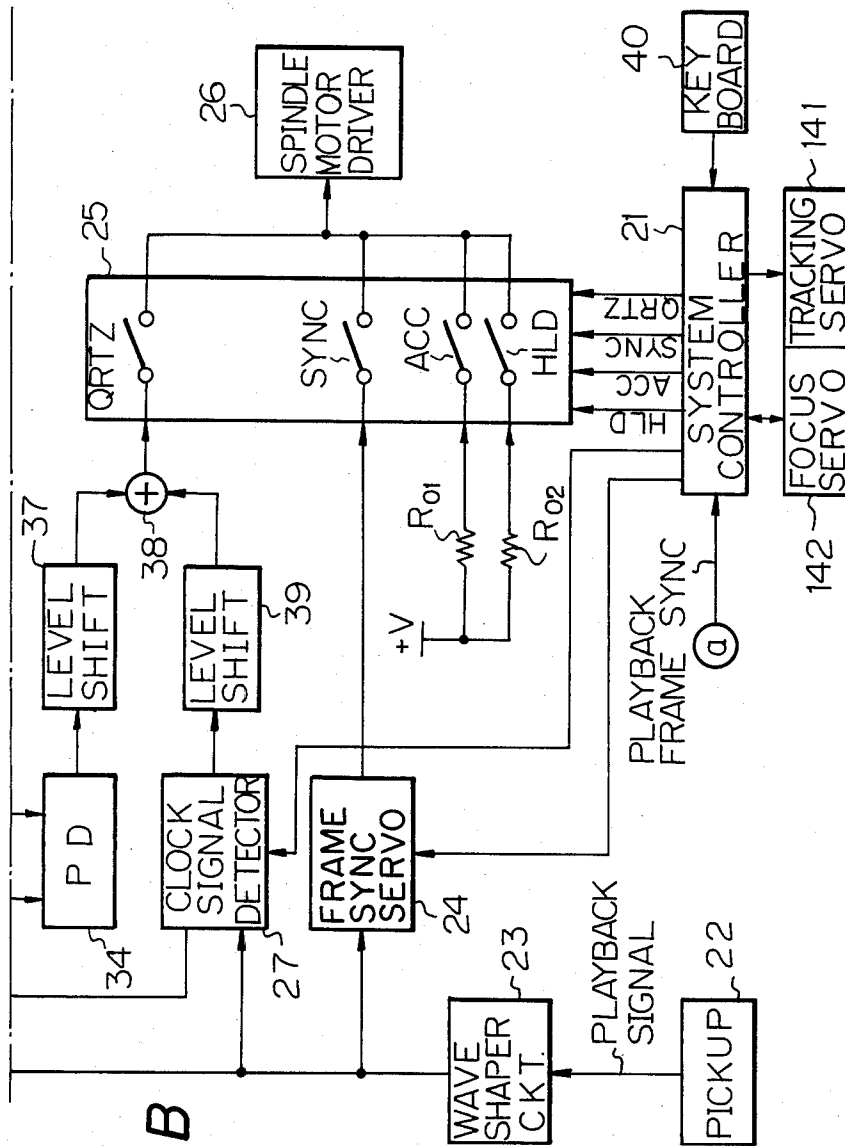 B
34
P D
37
LEVEL
SHIFT
38
+
27
CLOCK
SIGNAL
DETECTOR
39
LEVEL
SHIFT
24
FRAME
SYNC
SERVO
25
QRTZ
SYNC
ACC
HLD
26
SPINDLE
MOTOR
DRIVER
+V
R01
R02
23
WAVE
SHAPER
CKT.
PLAYBACK
SIGNAL
22
PICKUP
PLAYBACK
FRAME SYNC
a
HLD
ACC
SYNC
QRTZ
21
SYSTEM
CONTROLLER
40
KEY
BOARD
142
FOCUS
SERVO
TRACKING
SERVO
141